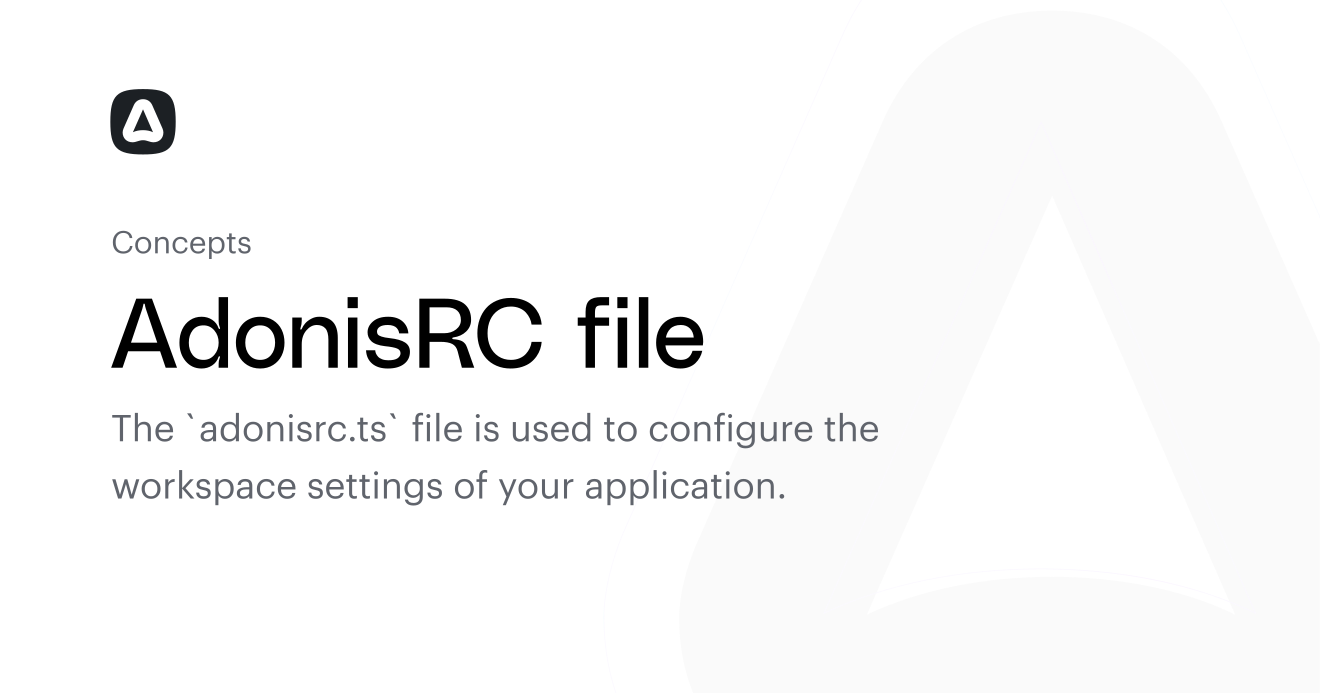 Concepts
AdonisRC file
The `adonisrc.ts` file is used to configure the
workspace settings of your application.